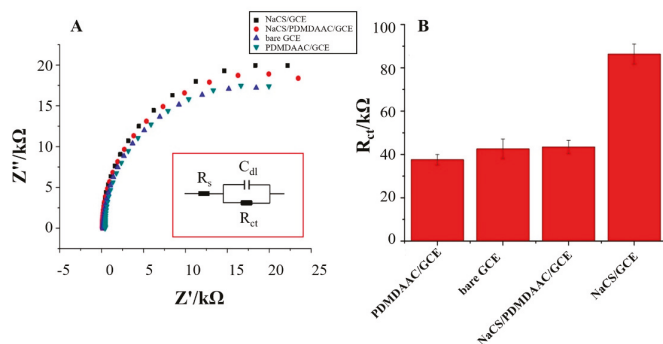 A
NaCS/GCE
NaCS/PDMDAAC/GCE
bare GCE
PDMDAAC/GCE
Z''/kΩ
20
15
10
5
0
-5 0 5 10 15 20 25
Z'/kΩ
Rs
Cdl
Rct
B
Rct/kΩ
100
80
60
40
20
0
PDMDAAC/GCE
bare GCE
NaCS/PDMDAAC/GCE
NaCS/GCE